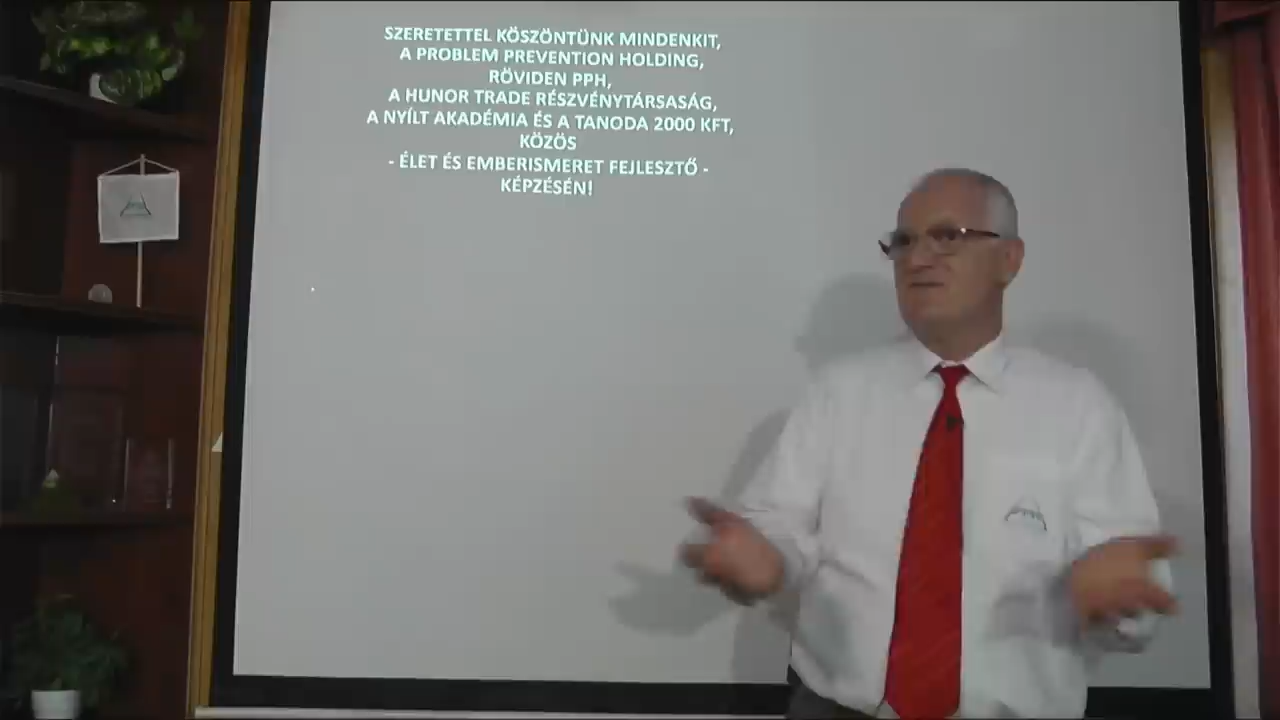 SZERETETTEL KÖSZÖNTÜNK MINDENKIT,
A PROBLEM PREVENTION HOLDING,
RÖVIDEN PPH,
A HUNOR TRADE RÉSZVÉNYTÁRSASÁG,
A NYÍLT AKADÉMIA ÉS A TANODA 2000 KFT,
KÖZÖS
- ÉLET ÉS EMBERISMERET FEJLESZTŐ -
KÉPZÉSÉN!